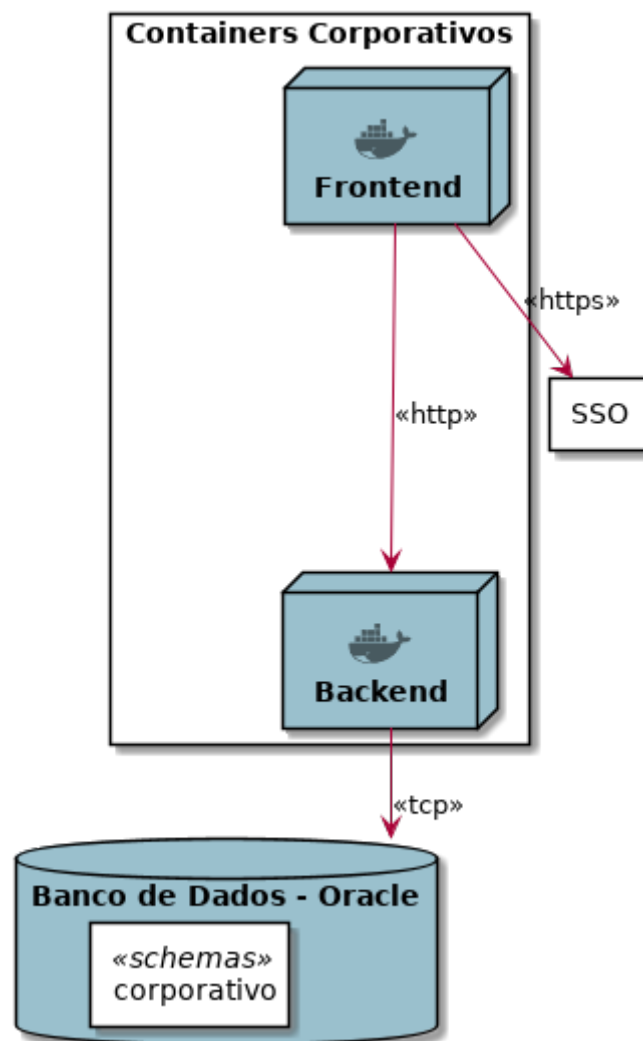 Containers Corporativos
Frontend
«https»
SSO
«http»
Backend
«tcp»
Banco de Dados - Oracle
«schemas»
corporativo